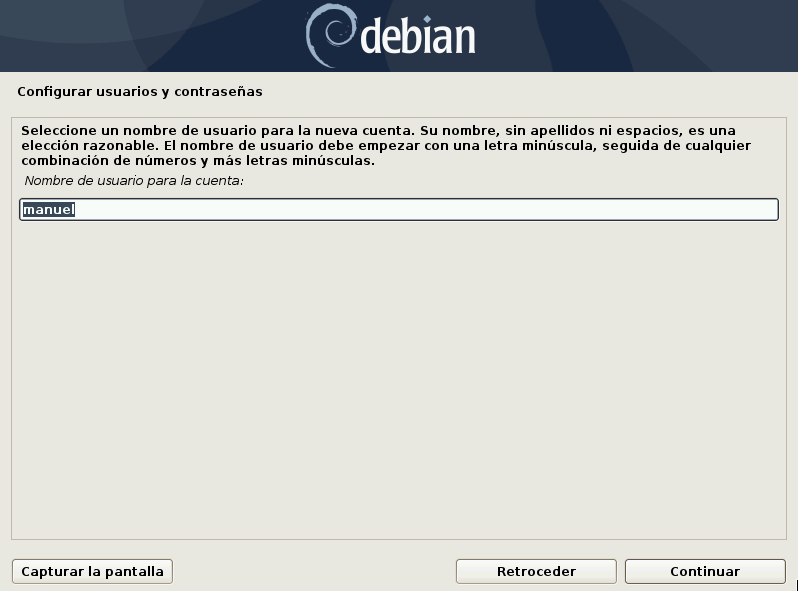 debian
Configurar usuarios y contraseñas
Seleccione un nombre de usuario para la nueva cuenta. Su nombre, sin apellidos ni espacios, es una
elección razonable. El nombre de usuario debe empezar con una letra minúscula, seguida de cualquier
combinación de números y más letras minúsculas.
Nombre de usuario para la cuenta:
manuel
Capturar la pantalla
Retroceder
Continuar